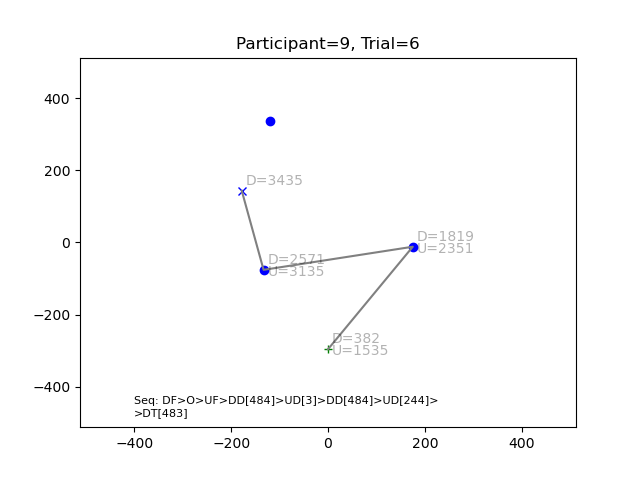 Participant=9, Trial=6
400
200
0
−200
−400
D=3435
D=1819
U=2351
D=2571
U=3135
D=382
U=1535
Seq: DF>O>UF>DD[484]>UD[3]>DD[484]>UD[244]>
>DT[483]
−400 −200 0 200 400